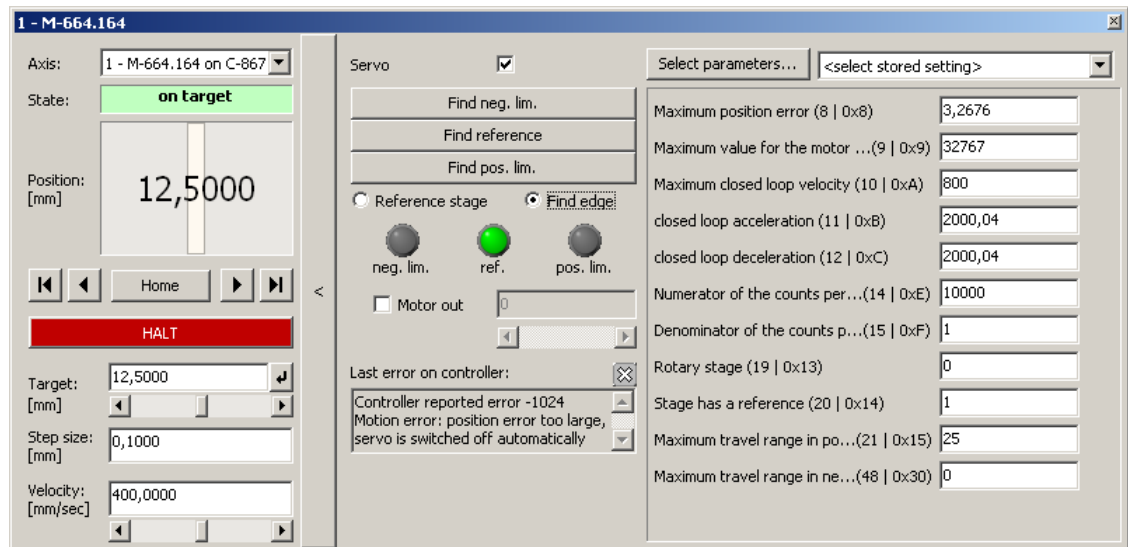 1 - M-664.164
Axis:
1 - M-664.164 on C-867
State:
on target
Position:
[mm]
12,5000
Home
HALT
Target:
[mm]
12,5000
Step size:
[mm]
0,1000
Velocity:
[mm/sec]
400,0000
<
Servo
Find neg. lim.
Find reference
Find pos. lim.
Reference stage
Find edge
neg. lim.
ref.
pos. lim.
Motor out
0
Last error on controller:
Controller reported error -1024
Motion error: position error too large,
servo is switched off automatically
Select parameters...
<select stored setting>
Maximum position error (8 | 0x8)
3,2676
Maximum value for the motor ...(9 | 0x9)
32767
Maximum closed loop velocity (10 | 0xA)
800
closed loop acceleration (11 | 0xB)
2000,04
closed loop deceleration (12 | 0xC)
2000,04
Numerator of the counts per...(14 | 0xE)
10000
Denominator of the counts p...(15 | 0xF)
1
Rotary stage (19 | 0x13)
0
Stage has a reference (20 | 0x14)
1
Maximum travel range in po...(21 | 0x15)
25
Maximum travel range in ne...(48 | 0x30)
0